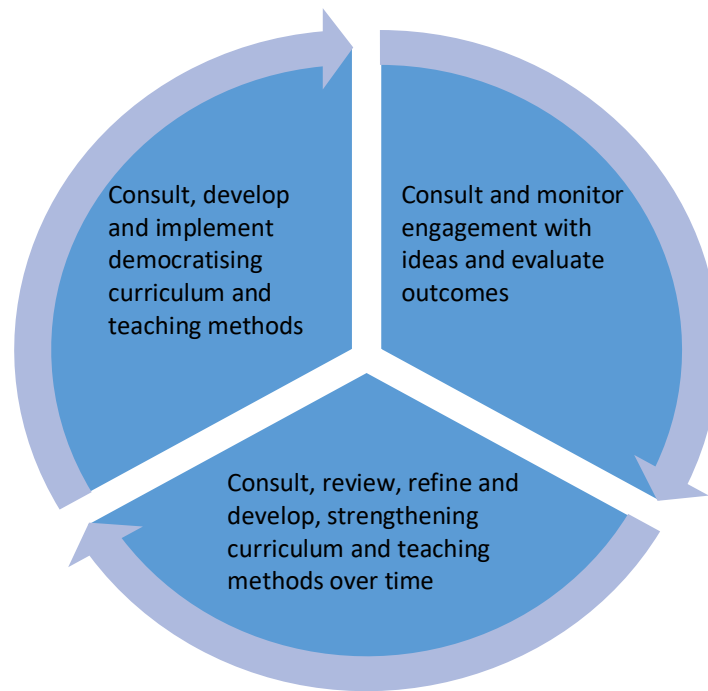 Consult, develop
and implement
democratising
curriculum and
teaching methods
Consult and monitor
engagement with
ideas and evaluate
outcomes
Consult, review, refine and
develop, strengthening
curriculum and teaching
methods over time